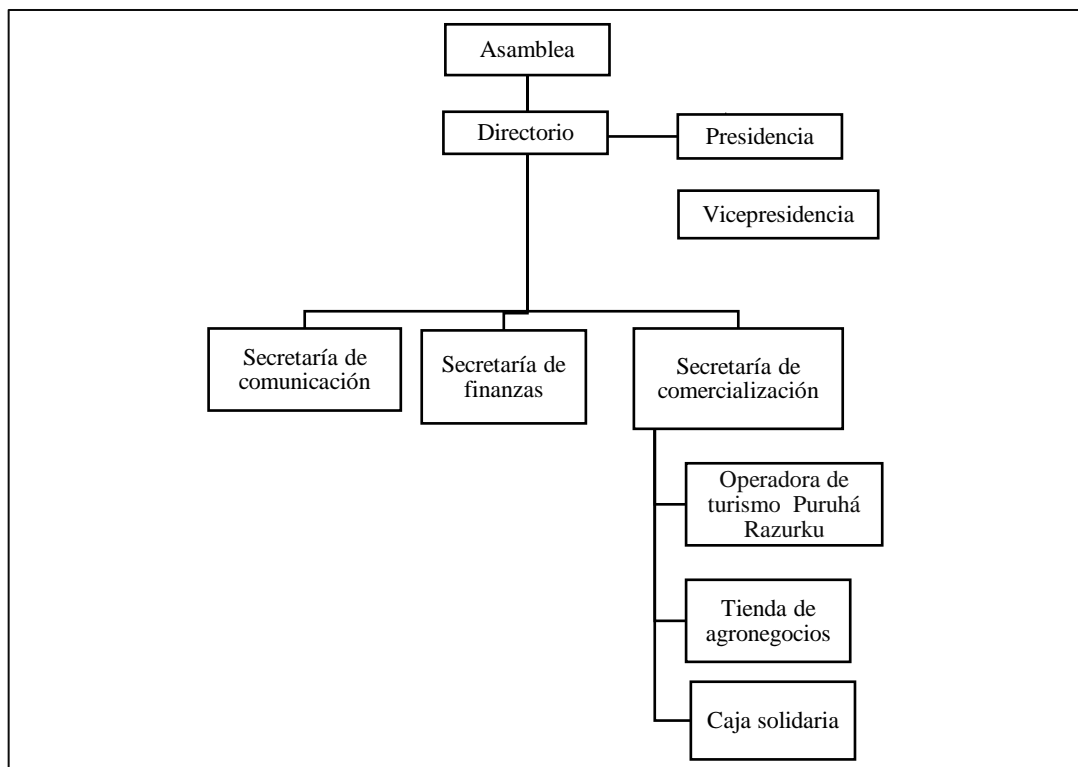 Asamblea
Directorio
Presidencia
Vicepresidencia
Secretaría de
comunicación
Secretaría de
finanzas
Secretaría de
comercialización
Operadora de
turismo Puruhá
Razurku
Tienda de
agronegocios
Caja solidaria